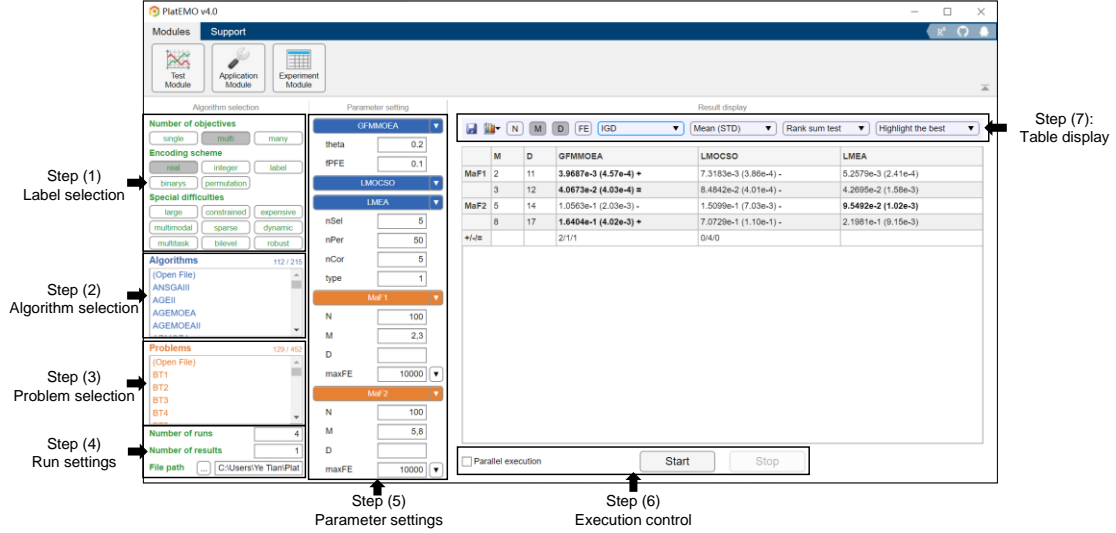 PlatEMO v4.0
Modules Support
Test Module
Application Module
Experiment Module
Algorithm selection
Parameter setting
Result display
Step (1)
Label selection
Number of objectives
single multi many
Encoding scheme
real integer label
binarys permutation
Special difficulties
large constrained expensive
multimodal sparse dynamic
multitask bilevel robust
Step (2)
Algorithm selection
Algorithms 112 / 215
(Open File)
ANSGAIII
AGEII
AGEMOEA
AGEMOEAII
Step (3)
Problem selection
Problems 129 / 452
(Open File)
BT1
BT2
BT3
BT4
Step (4)
Run settings
Number of runs 4
Number of results 1
File path ... C:\Users\Ye Tian\Plat
GFMMOEA
theta 0.2
fPFE 0.1
LMOCSO
LMEA
nSel 5
nPer 50
nCor 5
type 1
MaF1
N 100
M 2,3
D
maxFE 10000
MaF2
N 100
M 5,8
D
maxFE 10000
Step (5)
Parameter settings
N M D FE IGD Mean (STD) Rank sum test Highlight the best
Step (7):
Table display
M D GFMMOEA LMOCSO LMEA
MaF1 2 11 3.9687e-3 (4.57e-4) + 7.3183e-3 (3.86e-4) - 5.2579e-3 (2.41e-4)
3 12 4.0673e-2 (4.03e-4) = 8.4842e-2 (4.01e-4) - 4.2695e-2 (1.58e-3)
MaF2 5 14 1.0563e-1 (2.03e-3) - 1.5099e-1 (7.03e-3) - 9.5492e-2 (1.02e-3)
8 17 1.6404e-1 (4.02e-3) + 7.0729e-1 (1.10e-1) - 2.1981e-1 (9.15e-3)
+/-/= 2/1/1 0/4/0
Parallel execution Start Stop
Step (6)
Execution control